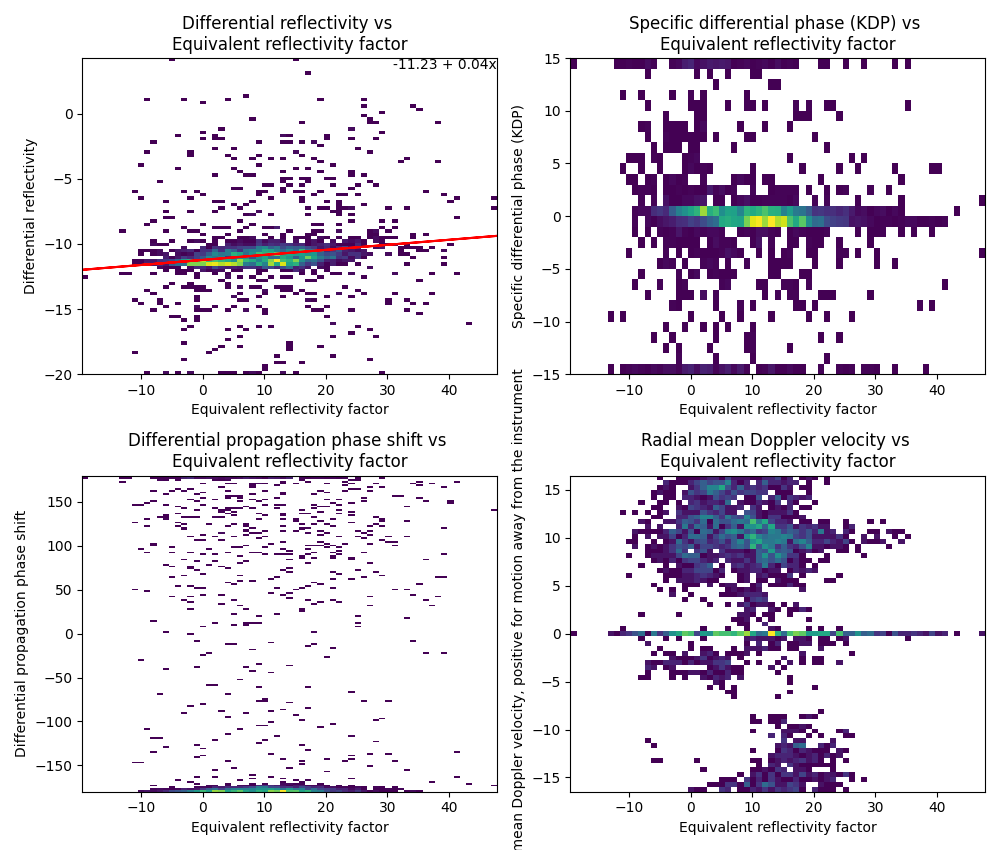 Differential reflectivity vs
Equivalent reflectivity factor
-11.23 + 0.04x
Differential reflectivity
0
−5
−10
−15
−20
−10 0 10 20 30 40
Equivalent reflectivity factor
Specific differential phase (KDP) vs
Equivalent reflectivity factor
Specific differential phase (KDP)
15
10
5
0
−5
−10
−15
−10 0 10 20 30 40
Equivalent reflectivity factor
Differential propagation phase shift vs
Equivalent reflectivity factor
Differential propagation phase shift
150
100
50
0
−50
−100
−150
−10 0 10 20 30 40
Equivalent reflectivity factor
Radial mean Doppler velocity vs
Equivalent reflectivity factor
mean Doppler velocity, positive for motion away from the instrument
15
10
5
0
−5
−10
−15
−10 0 10 20 30 40
Equivalent reflectivity factor